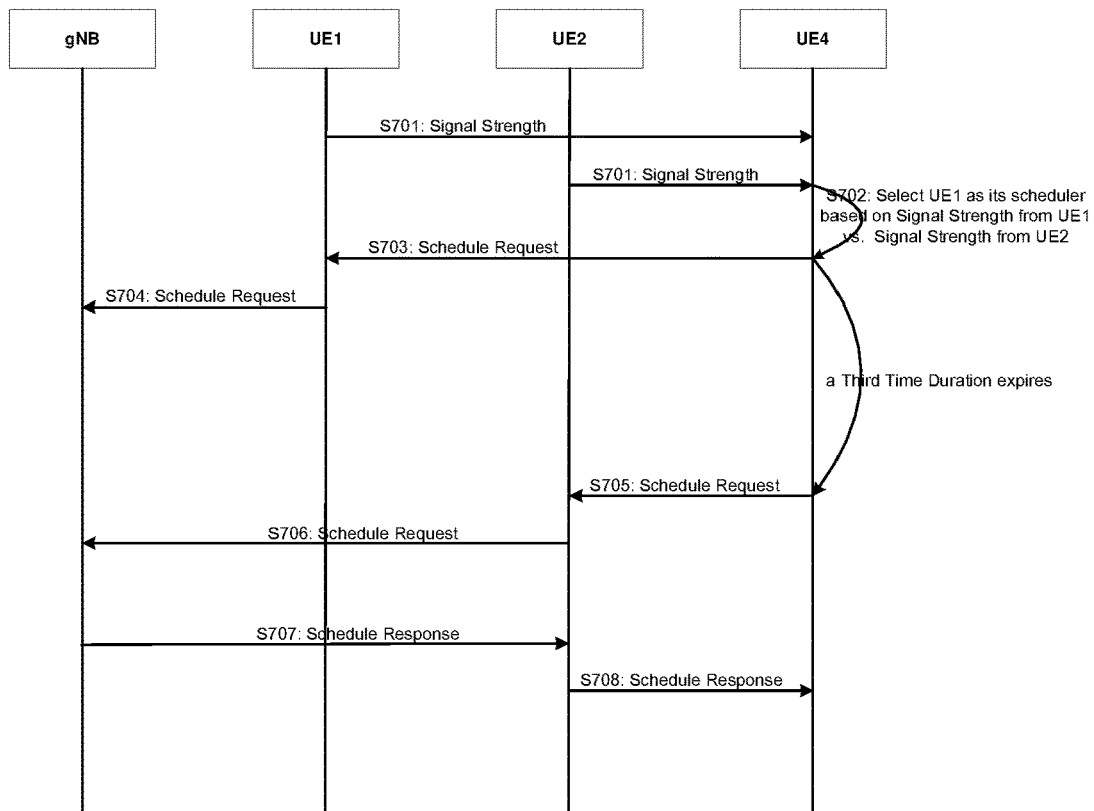 gNB
UE1
UE2
UE4
S701: Signal Strength
S701: Signal Strength
S702: Select UE1 as its scheduler
based on Signal Strength from UE1
vs. Signal Strength from UE2
S703: Schedule Request
S704: Schedule Request
a Third Time Duration expires
S705: Schedule Request
S706: Schedule Request
S707: Schedule Response
S708: Schedule Response